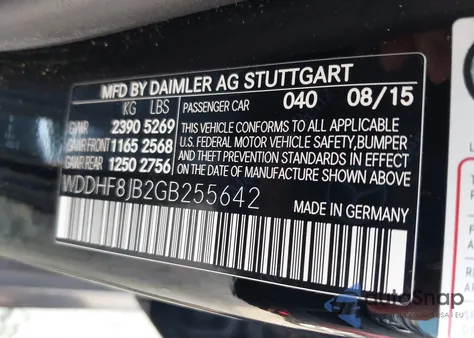 MFD BY DAIMLER AG STUTTGART
KG LBS PASSENGER CAR 040 08/15
GVWR 2390 5269 THIS VEHICLE CONFORMS TO ALL APPLICABLE
GAWR FRONT 1165 2568 U.S. FEDERAL MOTOR VEHICLE SAFETY,BUMPER
GAWR REAR 1250 2756 AND THEFT PREVENTION STANDARDS IN EFFECT
ON THE DATE OF MANUFACTURE SHOWN ABOVE
WDDHF8JB2GB255642 MADE IN GERMANY
AutoSnap